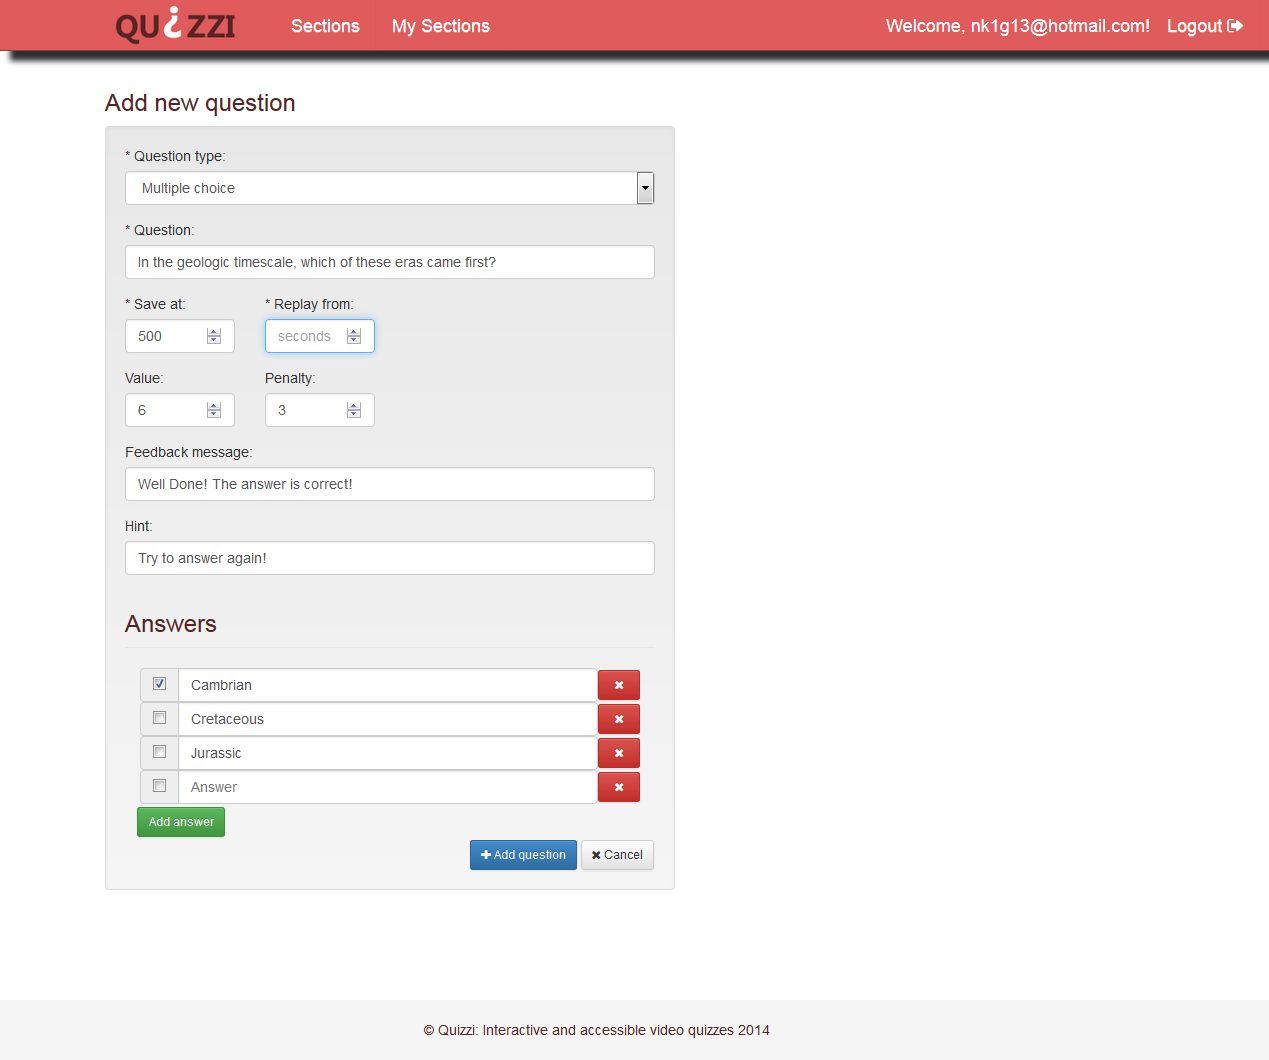 QUiZZI Sections My Sections Welcome, nk1g13@hotmail.com! Logout
Add new question
* Question type:
Multiple choice
* Question:
In the geologic timescale, which of these eras came first?
* Save at: * Replay from:
500 seconds
Value: Penalty:
6 3
Feedback message:
Well Done! The answer is correct!
Hint:
Try to answer again!
Answers
Cambrian
Cretaceous
Jurassic
Answer
Add answer
Add question Cancel
© Quizzi: Interactive and accessible video quizzes 2014